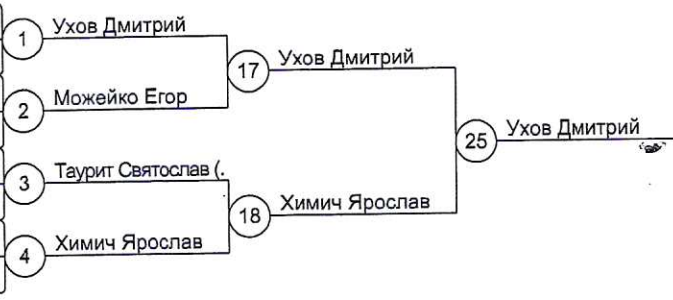 1 Ухов Дмитрий
17 Ухов Дмитрий
2 Можейко Егор
25 Ухов Дмитрий
3 Таурит Святослав (.
18 Химич Ярослав
4 Химич Ярослав